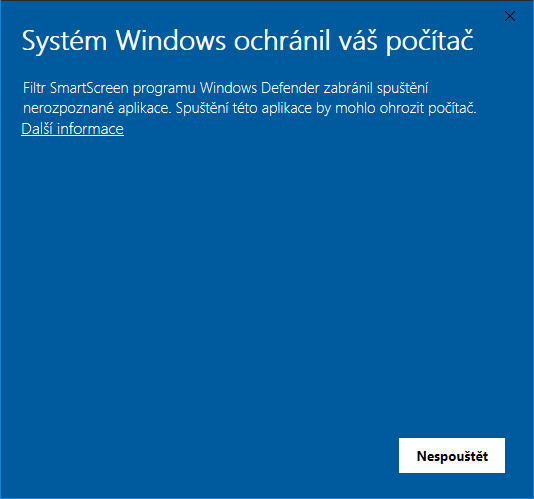 Systém Windows ochránil váš počítač
Filtr SmartScreen programu Windows Defender zabránil spuštění
nerozpoznané aplikace. Spuštění této aplikace by mohlo ohrozit počítač.
Další informace
Nespouštět